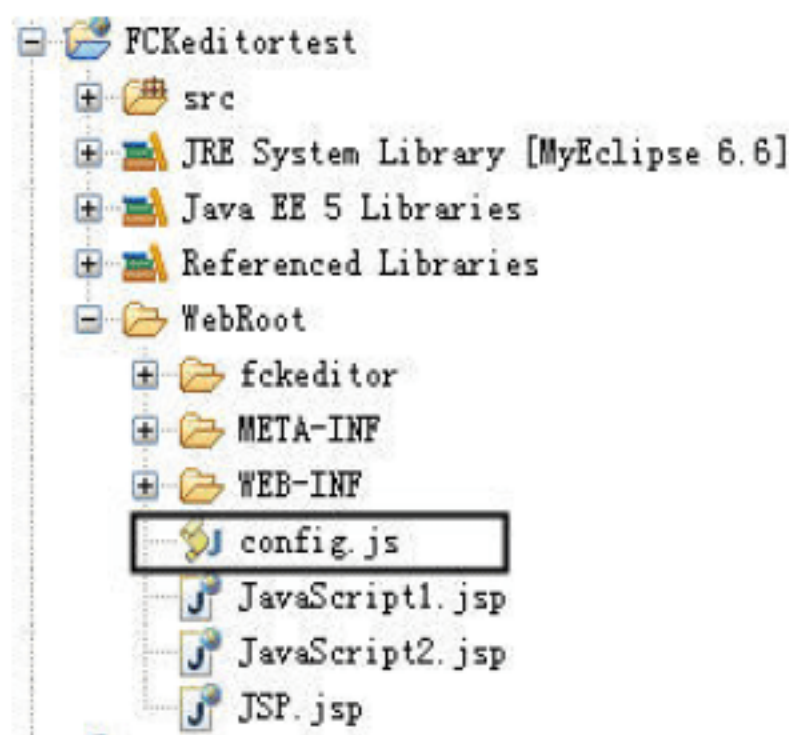 FCKeditortest
src
JRE System Library [MyEclipse 6.6]
Java EE 5 Libraries
Referenced Libraries
WebRoot
fckeditor
META-INF
WEB-INF
config.js
JavaScript1.jsp
JavaScript2.jsp
JSP.jsp